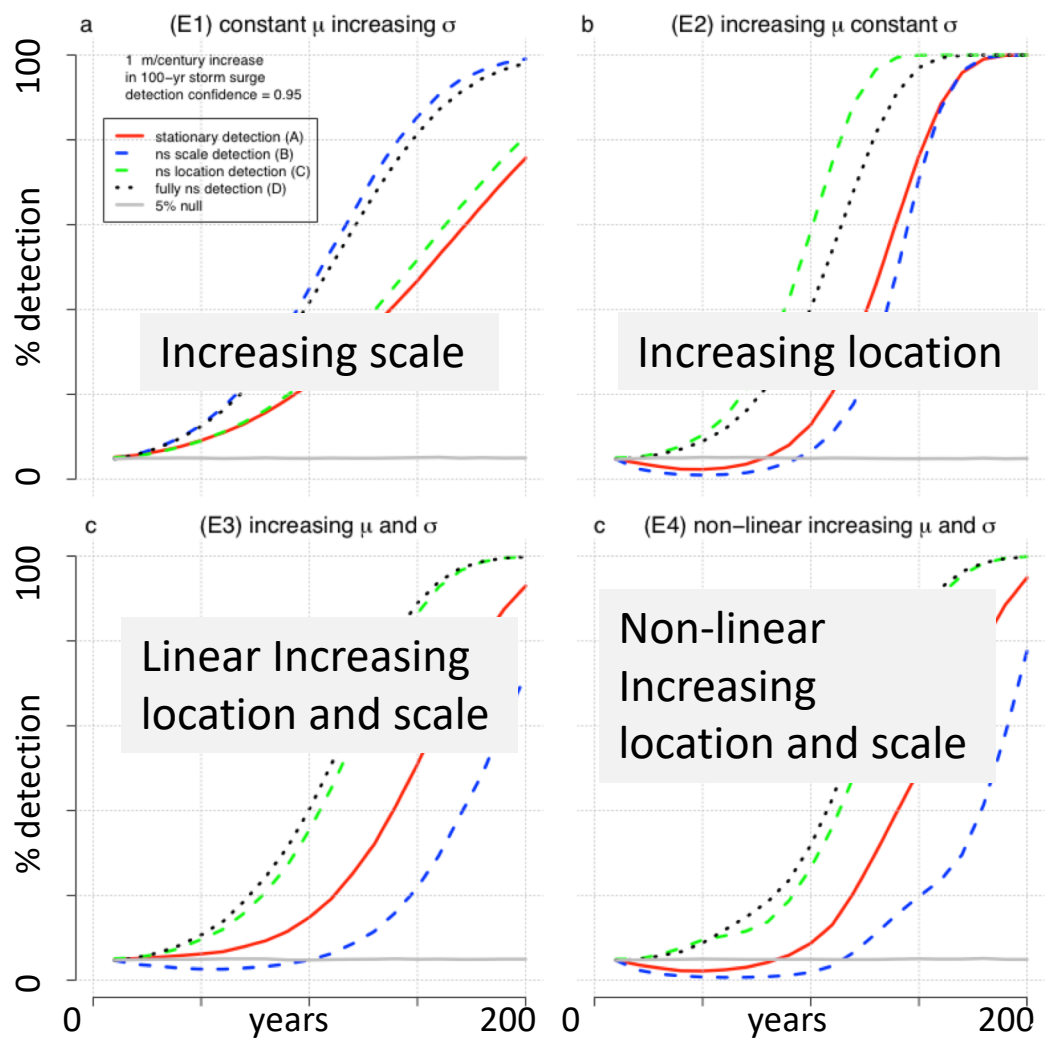 a (E1) constant μ increasing σ
1 m/century increase
in 100−yr storm surge
detection confidence = 0.95
stationary detection (A)
ns scale detection (B)
ns location detection (C)
fully ns detection (D)
5% null
Increasing scale
100
% detection
0
b (E2) increasing μ constant σ
Increasing location
c (E3) increasing μ and σ
Linear Increasing
location and scale
100
% detection
0
0 years 200
c (E4) non−linear increasing μ and σ
Non-linear
Increasing
location and scale
0 years 200